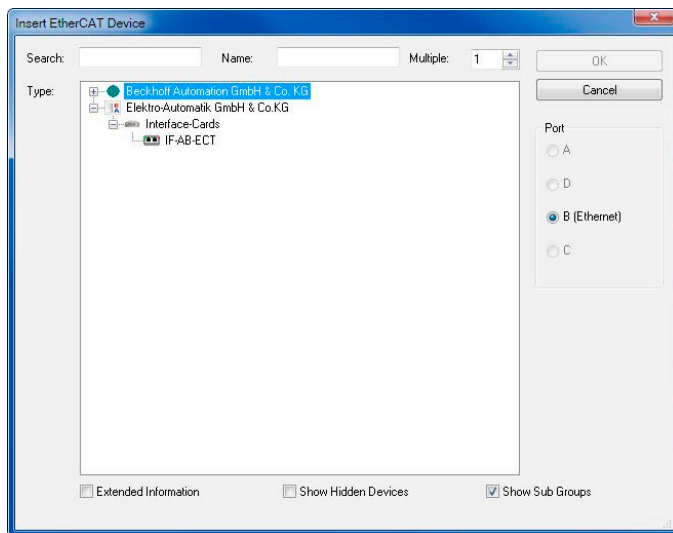 Insert EtherCAT Device
Search: Name: Multiple: 1 OK
Type: Beckhoff Automation GmbH & Co. KG Cancel
Elektro-Automatik GmbH & Co.KG
Interface-Cards Port
IF-AB-ECT A
D
B (Ethernet)
C
Extended Information Show Hidden Devices Show Sub Groups